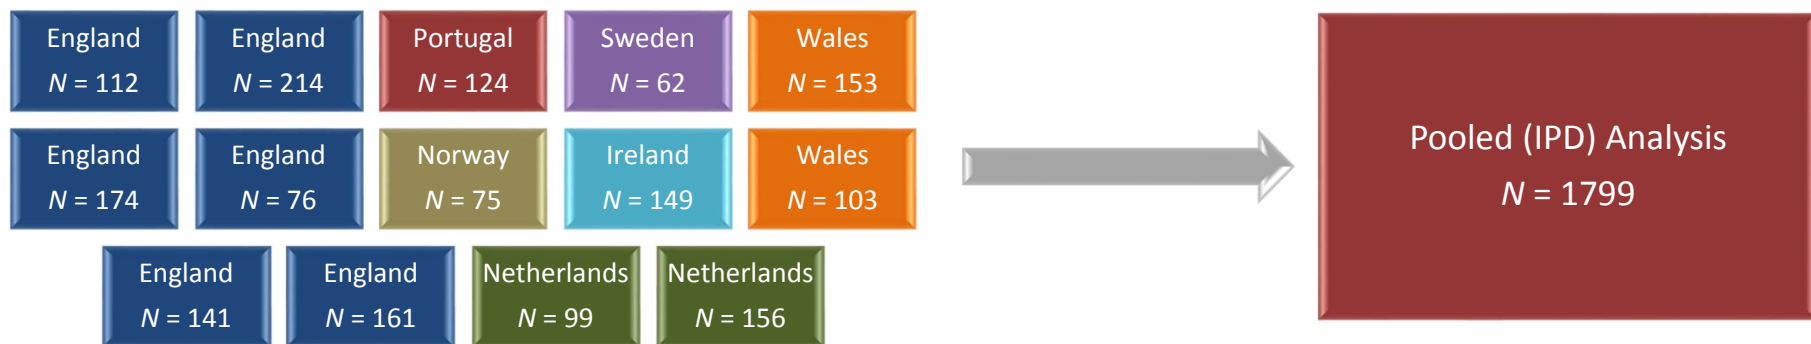 England
N = 112
England
N = 214
Portugal
N = 124
Sweden
N = 62
Wales
N = 153
England
N = 174
England
N = 76
Norway
N = 75
Ireland
N = 149
Wales
N = 103
England
N = 141
England
N = 161
Netherlands
N = 99
Netherlands
N = 156
Pooled (IPD) Analysis
N = 1799